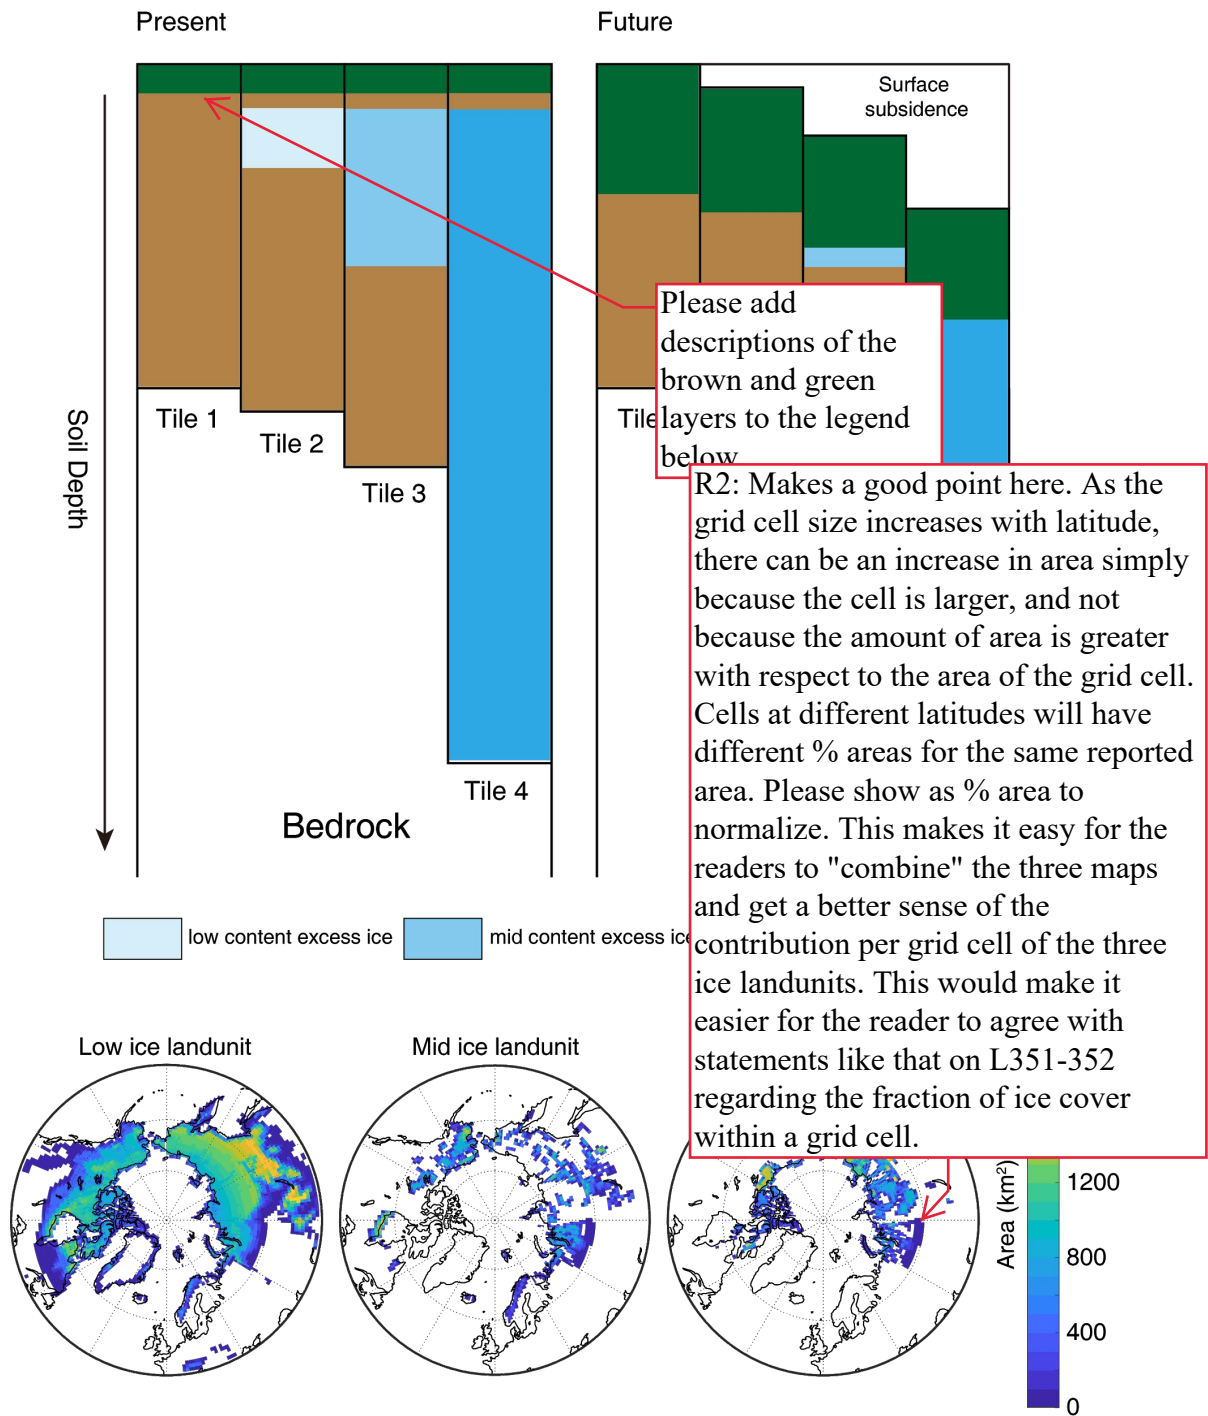 Present
Future
Surface
subsidence
Soil Depth
Tile 1
Tile 2
Tile 3
Tile 4
Tile
Bedrock
Please add
descriptions of the
brown and green
layers to the legend
below
R2: Makes a good point here. As the
grid cell size increases with latitude,
there can be an increase in area simply
because the cell is larger, and not
because the amount of area is greater
with respect to the area of the grid cell.
Cells at different latitudes will have
different % areas for the same reported
area. Please show as % area to
normalize. This makes it easy for the
readers to "combine" the three maps
and get a better sense of the
contribution per grid cell of the three
ice landunits. This would make it
easier for the reader to agree with
statements like that on L351-352
regarding the fraction of ice cover
within a grid cell.
low content excess ice
mid content excess ice
Low ice landunit
Mid ice landunit
Area (km²)
1200
800
400
0